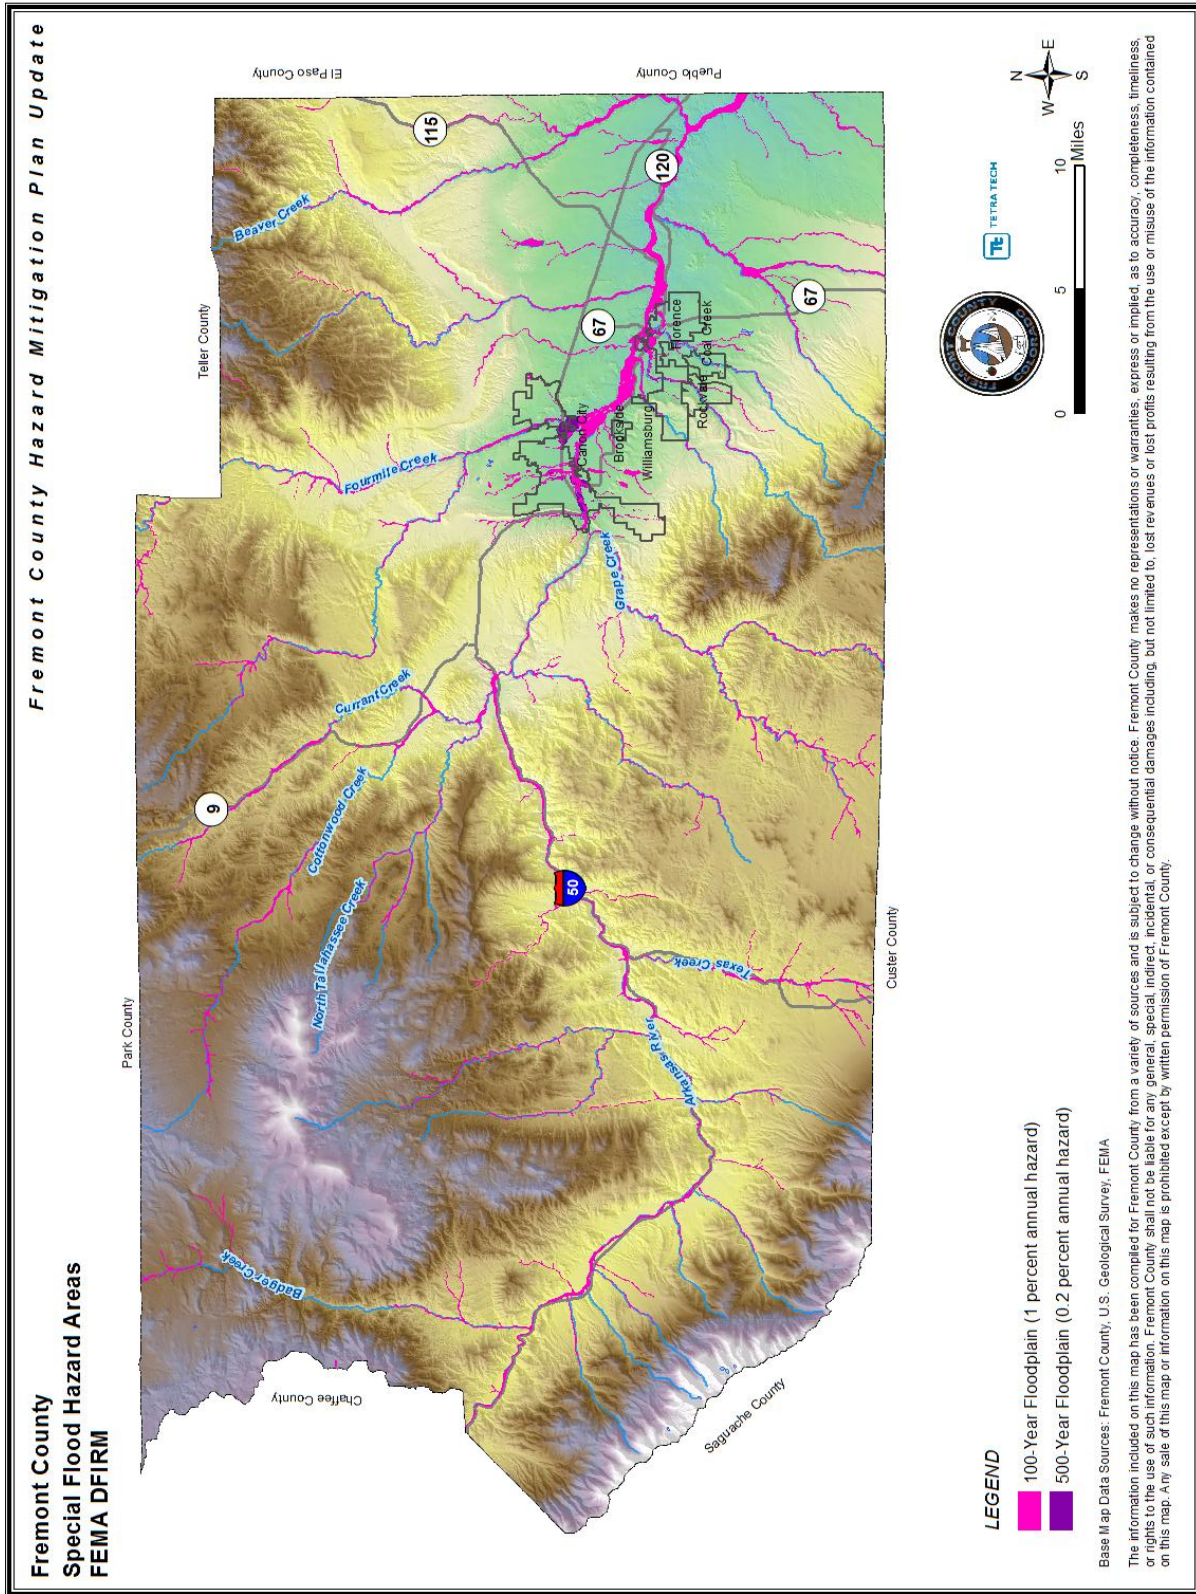 Fremont County Hazard Mitigation Plan Update
Fremont County
Special Flood Hazard Areas
FEMA DFIRM
Park County
Teller County
El Paso County
Pueblo County
Chaffee County
Saguache County
Custer County
Badger Creek
North Tallahassee Creek
Cottonwood Creek
Currant Creek
Fourmile Creek
Beaver Creek
Arkansas River
Texas Creek
Grape Creek
9
50
115
120
67
67
Canon City
Brookside
Williamsburg
Florence
Coal Creek
Rockvale
LEGEND
100-Year Floodplain (1 percent annual hazard)
500-Year Floodplain (0.2 percent annual hazard)
FREMONT COUNTY
COLORADO
Tt TETRA TECH
N
W E
S
0 5 10
Miles
Base Map Data Sources: Fremont County, U.S. Geological Survey, FEMA
The information included on this map has been compiled for Fremont County from a variety of sources and is subject to change without notice. Fremont County makes no representations or warranties, express or implied, as to accuracy, completeness, timeliness,
or rights to the use of such information. Fremont County shall not be liable for any general, special, indirect, incidental, or consequential damages including, but not limited to, lost revenues or lost profits resulting from the use or misuse of the information contained
on this map. Any sale of this map or information on this map is prohibited except by written permission of Fremont County.